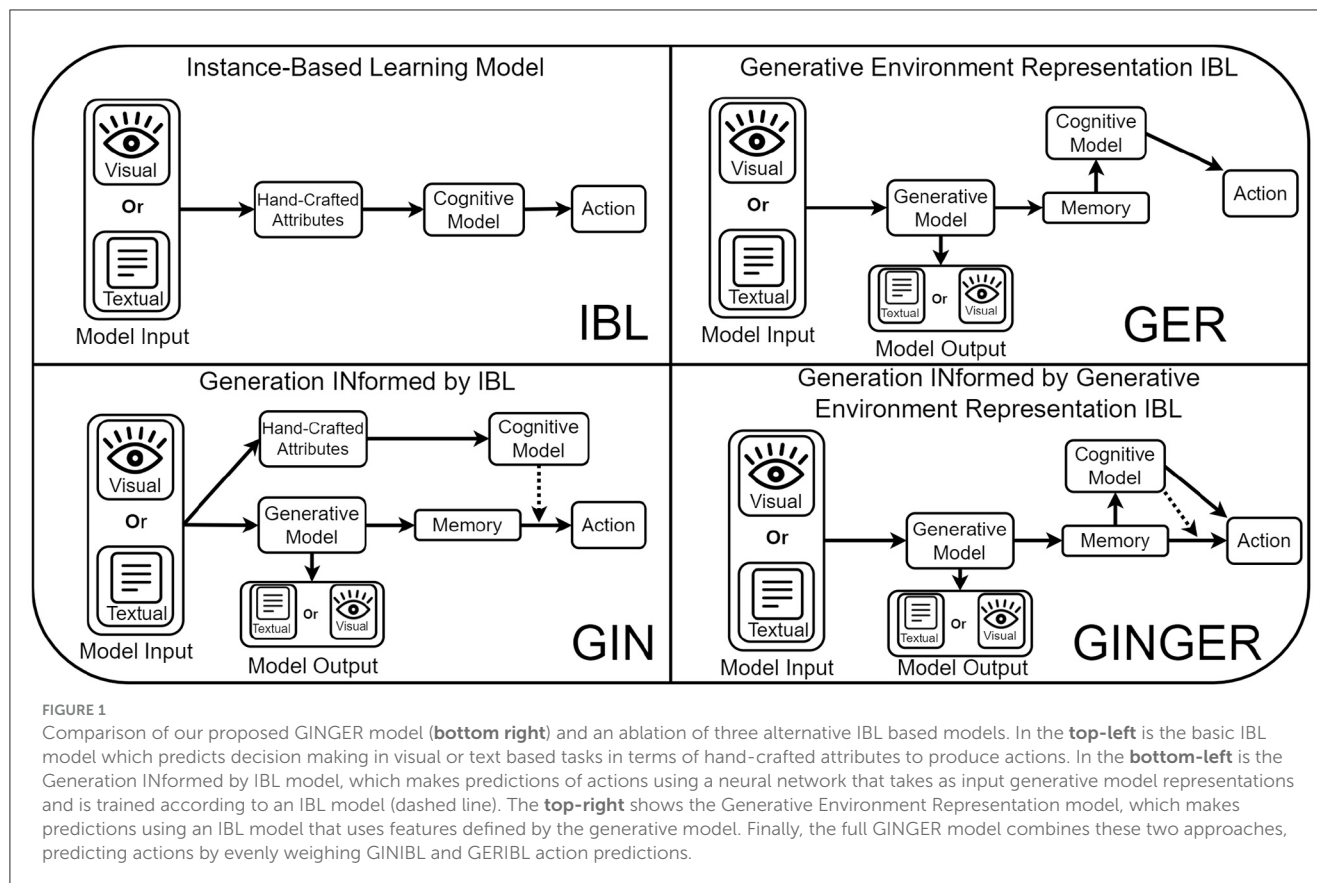 Instance-Based Learning Model
Visual
Or
Textual
Model Input
Hand-Crafted
Attributes
Cognitive
Model
Action
IBL
Generative Environment Representation IBL
Visual
Or
Textual
Model Input
Generative
Model
Memory
Cognitive
Model
Action
Textual
Or
Visual
Model Output
GER
Generation INformed by IBL
Visual
Or
Textual
Model Input
Hand-Crafted
Attributes
Cognitive
Model
Generative
Model
Memory
Action
Textual
Or
Visual
Model Output
GIN
Generation INformed by Generative
Environment Representation IBL
Visual
Or
Textual
Model Input
Generative
Model
Memory
Cognitive
Model
Action
Textual
Or
Visual
Model Output
GINGER
FIGURE 1
Comparison of our proposed GINGER model (bottom right) and an ablation of three alternative IBL based models. In the top-left is the basic IBL
model which predicts decision making in visual or text based tasks in terms of hand-crafted attributes to produce actions. In the bottom-left is the
Generation INformed by IBL model, which makes predictions of actions using a neural network that takes as input generative model representations
and is trained according to an IBL model (dashed line). The top-right shows the Generative Environment Representation model, which makes
predictions using an IBL model that uses features defined by the generative model. Finally, the full GINGER model combines these two approaches,
predicting actions by evenly weighing GINIBL and GERIBL action predictions.